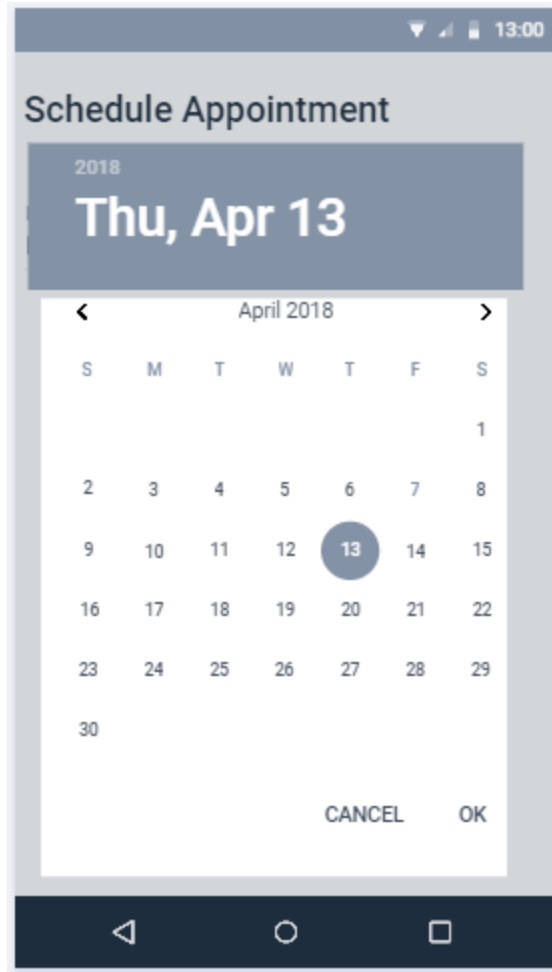 13:00
Schedule Appointment
2018
Thu, Apr 13
April 2018
S M T W T F S
1
2 3 4 5 6 7 8
9 10 11 12 13 14 15
16 17 18 19 20 21 22
23 24 25 26 27 28 29
30
CANCEL OK